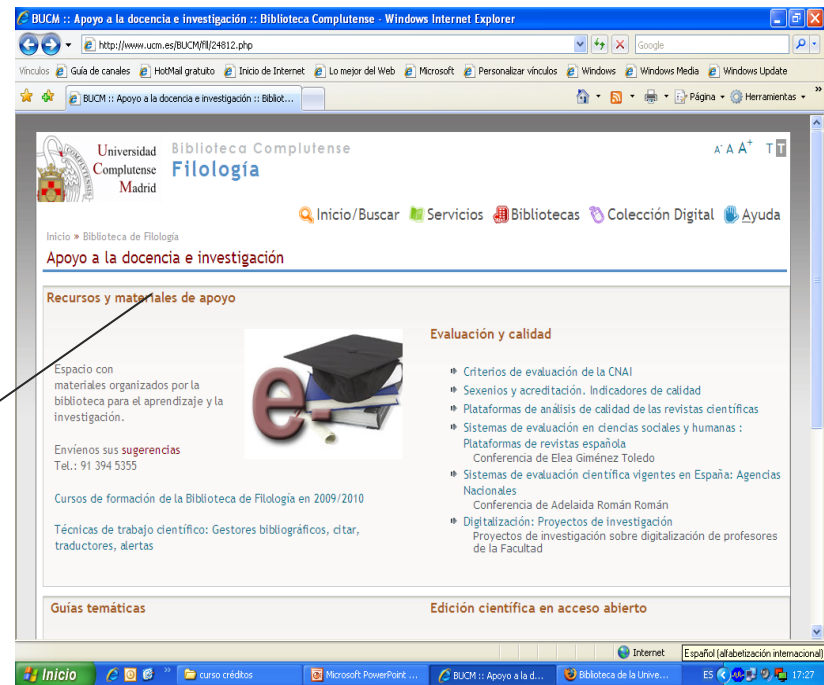 BUCM :: Apoyo a la docencia e investigación :: Biblioteca Complutense - Windows Internet Explorer
http://www.ucm.es/BUCM/fil/24812.php
Google
Vínculos Guía de canales HotMail gratuito Inicio de Internet Lo mejor del Web Microsoft Personalizar vínculos Windows Windows Media Windows Update
BUCM :: Apoyo a la docencia e investigación :: Bibliot...
Página Herramientas »
Universidad
Complutense
Madrid
Biblioteca Complutense
Filología
A- A A+ T T
Inicio/Buscar Servicios Bibliotecas Colección Digital Ayuda
Inicio » Biblioteca de Filología
Apoyo a la docencia e investigación
Recursos y materiales de apoyo
Espacio con
materiales organizados por la
biblioteca para el aprendizaje y la
investigación.
Envíenos sus sugerencias
Tel.: 91 394 5355
Cursos de formación de la Biblioteca de Filología en 2009/2010
Técnicas de trabajo científico: Gestores bibliográficos, citar,
traductores, alertas
e
Evaluación y calidad
Criterios de evaluación de la CNAI
Sexenios y acreditación. Indicadores de calidad
Plataformas de análisis de calidad de las revistas científicas
Sistemas de evaluación en ciencias sociales y humanas :
Plataformas de revistas española
Conferencia de Elea Giménez Toledo
Sistemas de evaluación científica vigentes en España: Agencias
Nacionales
Conferencia de Adelaida Román Román
Digitalización: Proyectos de investigación
Proyectos de investigación sobre digitalización de profesores
de la Facultad
Guías temáticas
Edición científica en acceso abierto
Internet
Español (alfabetización internacional)
Inicio » curso créditos Microsoft PowerPoint ... BUCM :: Apoyo a la d... Biblioteca de la Unive... ES 17:27